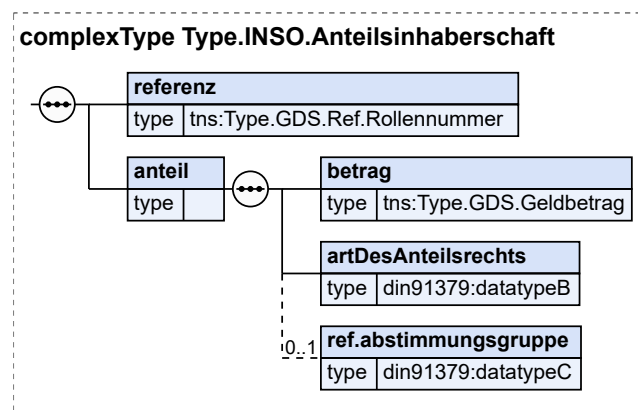 complexType Type.INSO.Anteilsinhaberschaft
referenz
type tns:Type.GDS.Ref.Rollennummer
anteil
type
betrag
type tns:Type.GDS.Geldbetrag
artDesAnteilsrechts
type din91379:datatypeB
0..1
ref.abstimmungsgruppe
type din91379:datatypeC